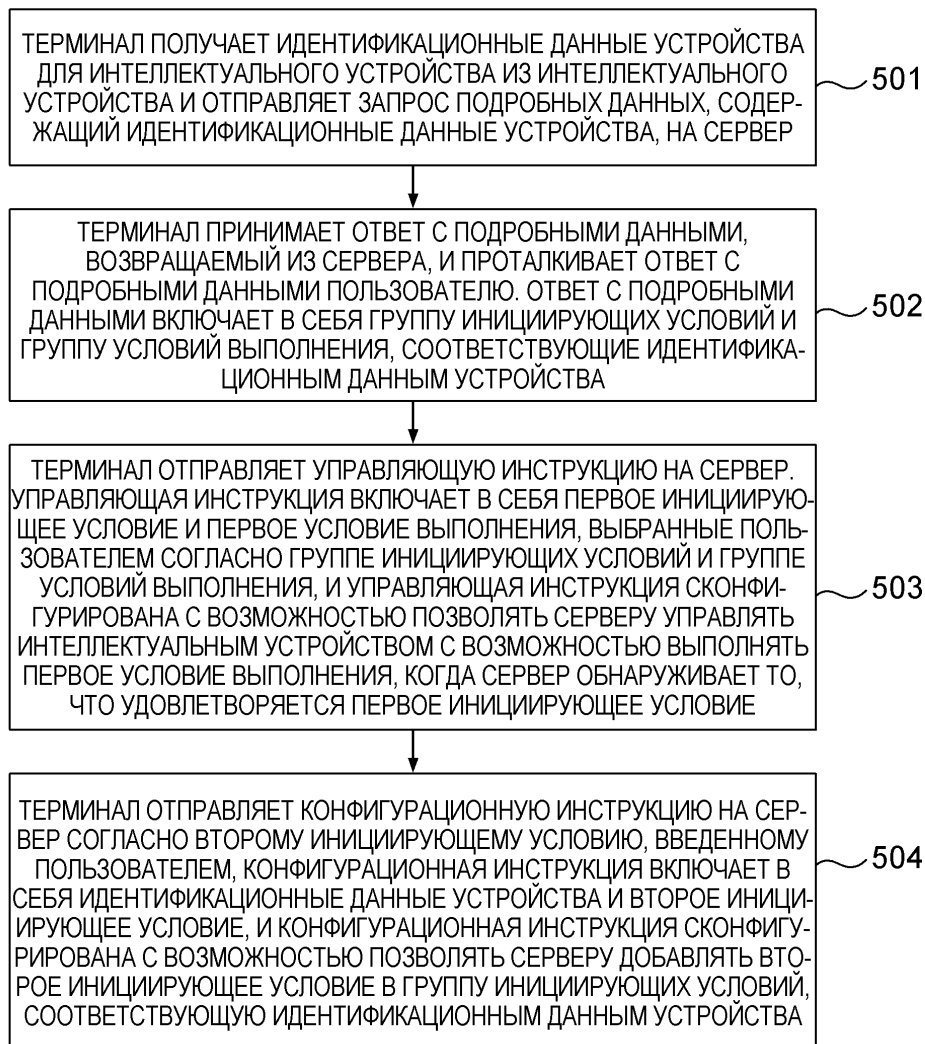 ТЕРМИНАЛ ПОЛУЧАЕТ ИДЕНТИФИКАЦИОННЫЕ ДАННЫЕ УСТРОЙСТВА
ДЛЯ ИНТЕЛЛЕКТУАЛЬНОГО УСТРОЙСТВА ИЗ ИНТЕЛЛЕКТУАЛЬНОГО
УСТРОЙСТВА И ОТПРАВЛЯЕТ ЗАПРОС ПОДРОБНЫХ ДАННЫХ, СОДЕР-
ЖАЩИЙ ИДЕНТИФИКАЦИОННЫЕ ДАННЫЕ УСТРОЙСТВА, НА СЕРВЕР
501
ТЕРМИНАЛ ПРИНИМАЕТ ОТВЕТ С ПОДРОБНЫМИ ДАННЫМИ,
ВОЗВРАЩАЕМЫЙ ИЗ СЕРВЕРА, И ПРОТАЛКИВАЕТ ОТВЕТ С
ПОДРОБНЫМИ ДАННЫМИ ПОЛЬЗОВАТЕЛЮ. ОТВЕТ С ПОДРОБНЫМИ
ДАННЫМИ ВКЛЮЧАЕТ В СЕБЯ ГРУППУ ИНИЦИИРУЮЩИХ УСЛОВИЙ И
ГРУППУ УСЛОВИЙ ВЫПОЛНЕНИЯ, СООТВЕТСТВУЮЩИЕ ИДЕНТИФИКА-
ЦИОННЫМ ДАННЫМ УСТРОЙСТВА
502
ТЕРМИНАЛ ОТПРАВЛЯЕТ УПРАВЛЯЮЩУЮ ИНСТРУКЦИЮ НА СЕРВЕР.
УПРАВЛЯЮЩАЯ ИНСТРУКЦИЯ ВКЛЮЧАЕТ В СЕБЯ ПЕРВОЕ ИНИЦИИРУЮ-
ЩЕЕ УСЛОВИЕ И ПЕРВОЕ УСЛОВИЕ ВЫПОЛНЕНИЯ, ВЫБРАННЫЕ ПОЛЬ-
ЗОВАТЕЛЕМ СОГЛАСНО ГРУППЕ ИНИЦИИРУЮЩИХ УСЛОВИЙ И ГРУППЕ
УСЛОВИЙ ВЫПОЛНЕНИЯ, И УПРАВЛЯЮЩАЯ ИНСТРУКЦИЯ СКОНФИ-
ГУРИРОВАНА С ВОЗМОЖНОСТЬЮ ПОЗВОЛЯТЬ СЕРВЕРУ УПРАВЛЯТЬ
ИНТЕЛЛЕКТУАЛЬНЫМ УСТРОЙСТВОМ С ВОЗМОЖНОСТЬЮ ВЫПОЛНЯТЬ
ПЕРВОЕ УСЛОВИЕ ВЫПОЛНЕНИЯ, КОГДА СЕРВЕР ОБНАРУЖИВАЕТ ТО,
ЧТО УДОВЛЕТВОРЯЕТСЯ ПЕРВОЕ ИНИЦИИРУЮЩЕЕ УСЛОВИЕ
503
ТЕРМИНАЛ ОТПРАВЛЯЕТ КОНФИГУРАЦИОННУЮ ИНСТРУКЦИЮ НА СЕР-
ВЕР СОГЛАСНО ВТОРОМУ ИНИЦИИРУЮЩЕМУ УСЛОВИЮ, ВВЕДЕННОМУ
ПОЛЬЗОВАТЕЛЕМ, КОНФИГУРАЦИОННАЯ ИНСТРУКЦИЯ ВКЛЮЧАЕТ В
СЕБЯ ИДЕНТИФИКАЦИОННЫЕ ДАННЫЕ УСТРОЙСТВА И ВТОРОЕ ИНИЦИ-
ИРУЮЩЕЕ УСЛОВИЕ, И КОНФИГУРАЦИОННАЯ ИНСТРУКЦИЯ СКОНФИГУ-
РИРОВАНА С ВОЗМОЖНОСТЬЮ ПОЗВОЛЯТЬ СЕРВЕРУ ДОБАВЛЯТЬ ВТО-
РОЕ ИНИЦИИРУЮЩЕЕ УСЛОВИЕ В ГРУППУ ИНИЦИИРУЮЩИХ УСЛОВИЙ,
СООТВЕТСТВУЮЩУЮ ИДЕНТИФИКАЦИОННЫМ ДАННЫМ УСТРОЙСТВА
504